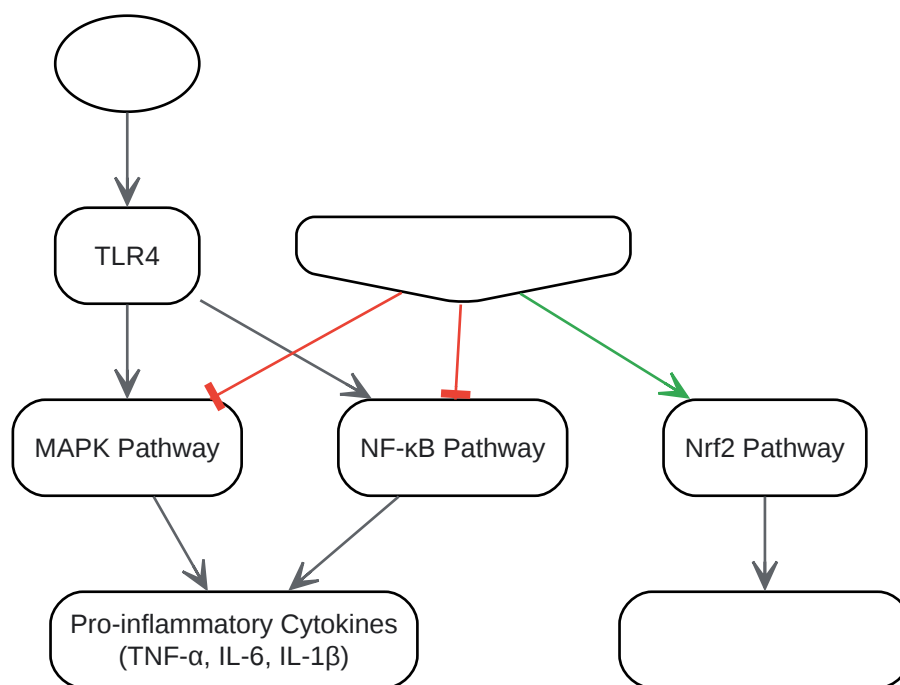 TLR4
MAPK Pathway
NF-κB Pathway
Nrf2 Pathway
Pro-inflammatory Cytokines
(TNF-α, IL-6, IL-1β)